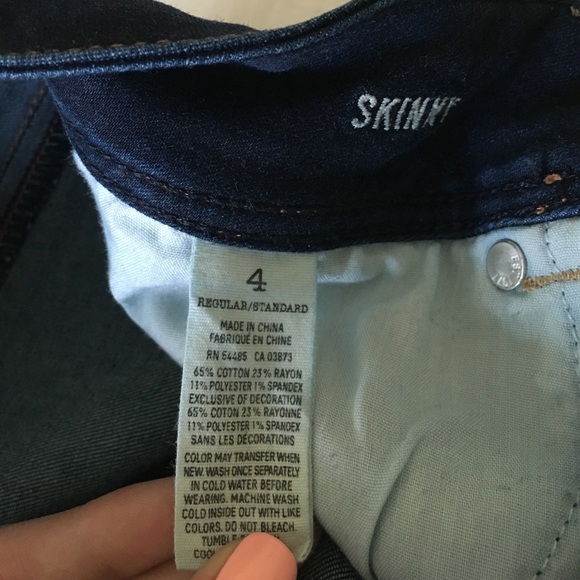 SKINNY
4
REGULAR/STANDARD
MADE IN CHINA
FABRIQUÉ EN CHINE
RN 54485 CA 03873
65% COTTON 23% RAYON
11% POLYESTER 1% SPANDEX
EXCLUSIVE OF DECORATION
65% COTTON 23% RAYONNE
11% POLYESTER 1% SPANDEX
SANS LES DÉCORATIONS
COLOR MAY TRANSFER WHEN
NEW. WASH ONCE SEPARATELY
IN COLD WATER BEFORE
WEARING. MACHINE WASH
COLD INSIDE OUT WITH LIKE
COLORS. DO NOT BLEACH.
TUMBLE